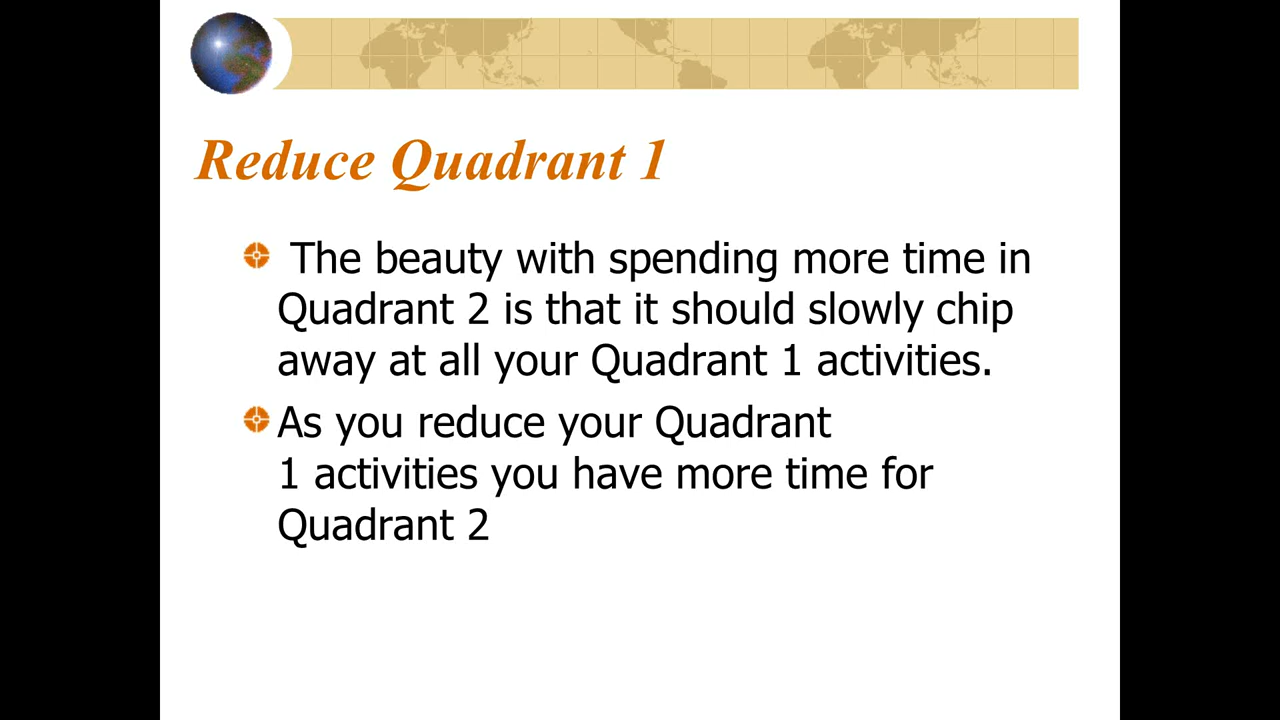 Reduce Quadrant 1
The beauty with spending more time in
Quadrant 2 is that it should slowly chip
away at all your Quadrant 1 activities.
As you reduce your Quadrant
1 activities you have more time for
Quadrant 2